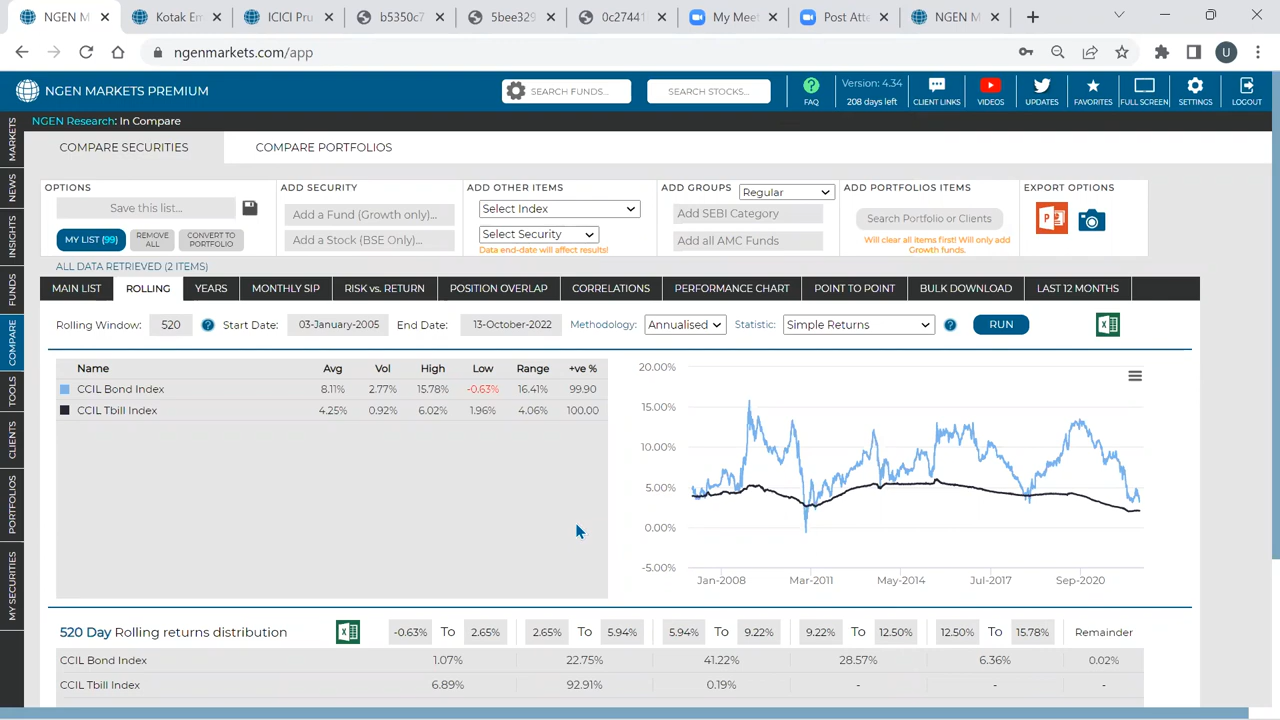 NGEN M
Kotak Em
ICICI Pru
b5350c7
5bee329
0c27441
My Meet
Post Atte
NGEN M
ngenmarkets.com/app
U
NGEN MARKETS PREMIUM
SEARCH FUNDS...
SEARCH STOCKS...
FAQ
Version: 4.34
208 days left
CLIENT LINKS
VIDEOS
UPDATES
FAVORITES
FULL SCREEN
SETTINGS
LOGOUT
NGEN Research: In Compare
MARKETS
NEWS
INSIGHTS
FUNDS
COMPARE
TOOLS
CLIENTS
PORTFOLIOS
MY SECURITIES
COMPARE SECURITIES
COMPARE PORTFOLIOS
OPTIONS
Save this list...
MY LIST (99)
REMOVE ALL
CONVERT TO PORTFOLIO
ADD SECURITY
Add a Fund (Growth only)...
Add a Stock (BSE Only)...
ADD OTHER ITEMS
Select Index
Select Security
Data end-date will affect results!
ADD GROUPS
Regular
Add SEBI Category
Add all AMC Funds
ADD PORTFOLIOS ITEMS
Search Portfolio or Clients
Will clear all items first! Will only add
Growth funds.
EXPORT OPTIONS
ALL DATA RETRIEVED (2 ITEMS)
MAIN LIST
ROLLING
YEARS
MONTHLY SIP
RISK vs. RETURN
POSITION OVERLAP
CORRELATIONS
PERFORMANCE CHART
POINT TO POINT
BULK DOWNLOAD
LAST 12 MONTHS
Rolling Window: 520 ? Start Date: 03-January-2005 End Date: 13-October-2022 Methodology: Annualised Statistic: Simple Returns ? RUN
Name Avg Vol High Low Range +ve %
CCIL Bond Index 8.11% 2.77% 15.78% -0.63% 16.41% 99.90
CCIL Tbill Index 4.25% 0.92% 6.02% 1.96% 4.06% 100.00
20.00%
15.00%
10.00%
5.00%
0.00%
-5.00%
Jan-2008 Mar-2011 May-2014 Jul-2017 Sep-2020
520 Day Rolling returns distribution -0.63% To 2.65% 2.65% To 5.94% 5.94% To 9.22% 9.22% To 12.50% 12.50% To 15.78% Remainder
CCIL Bond Index 1.07% 22.75% 41.22% 28.57% 6.36% 0.02%
CCIL Tbill Index 6.89% 92.91% 0.19% - - -